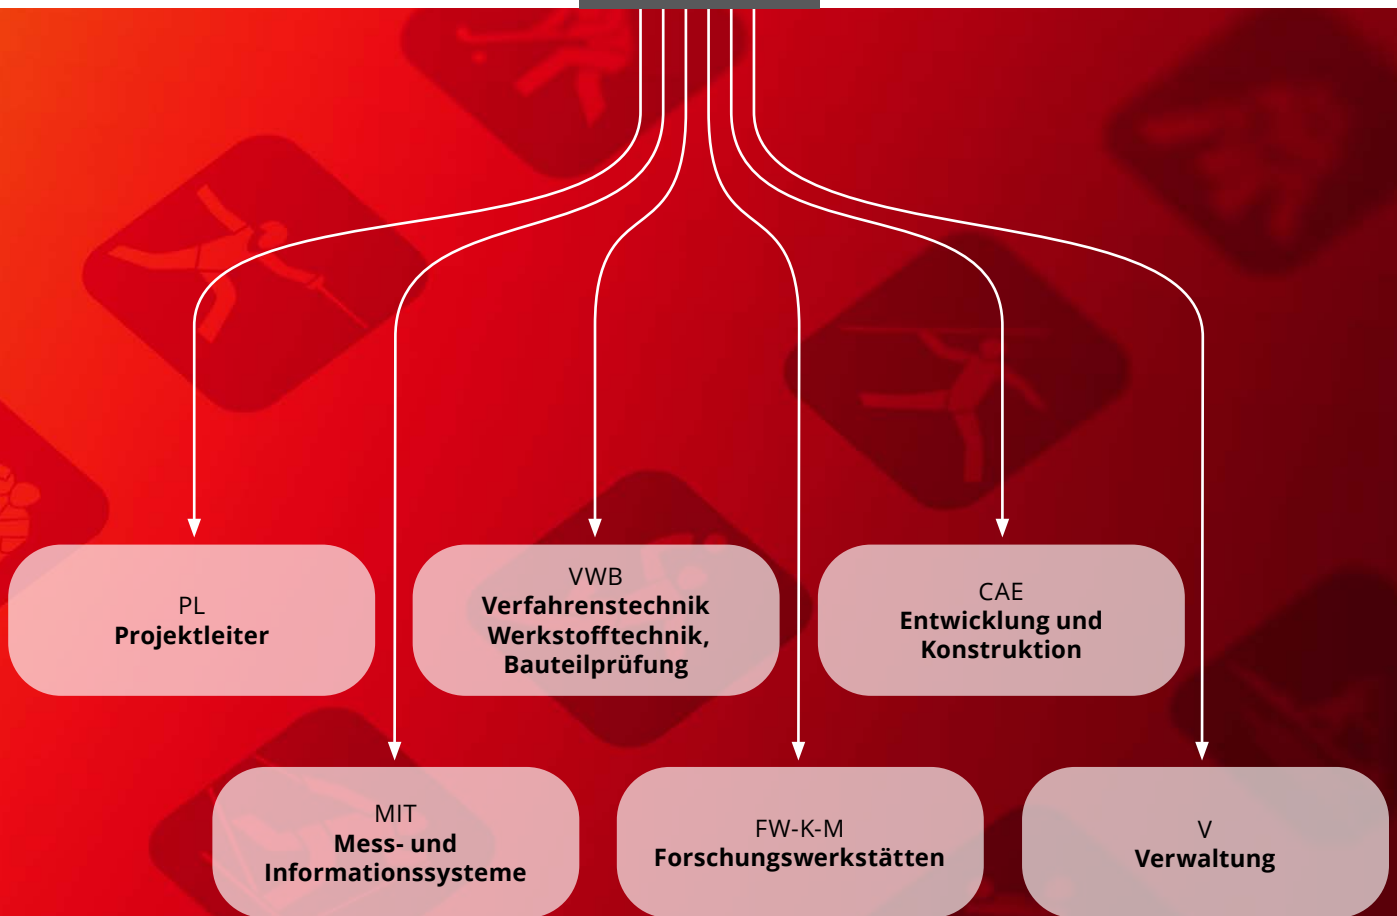 PL
Projektleiter
VWB
Verfahrenstechnik
Werkstofftechnik,
Bauteilprüfung
CAE
Entwicklung und
Konstruktion
MIT
Mess- und
Informationssysteme
FW-K-M
Forschungswerkstätten
V
Verwaltung